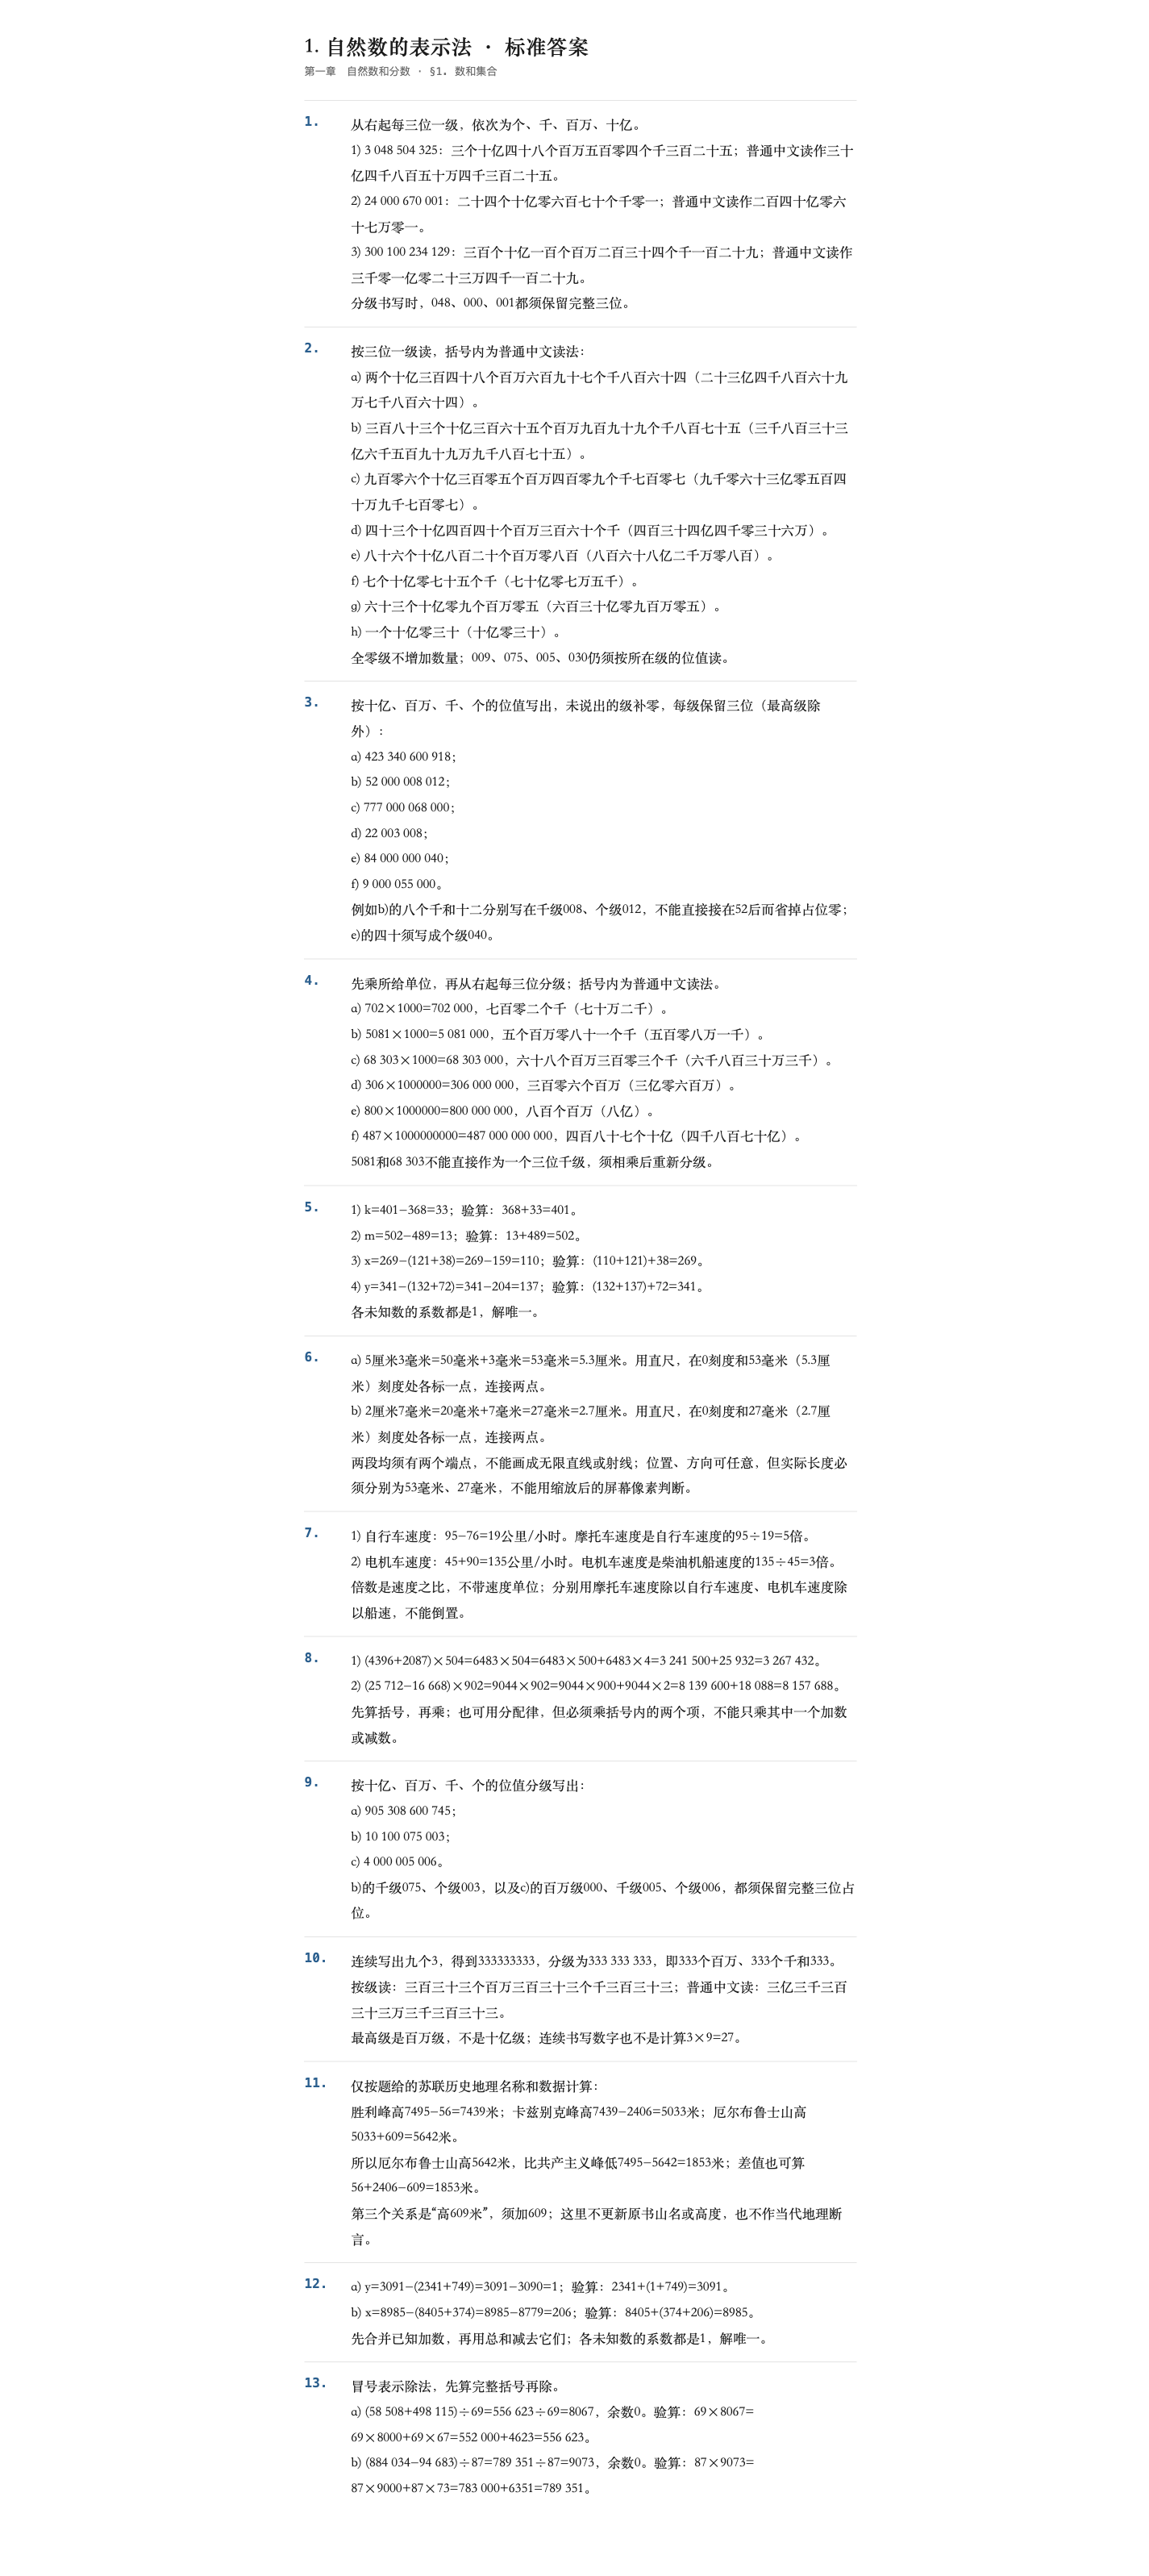 1. 自然数的表示法 · 标准答案
第一章 自然数和分数 · §1. 数和集合
1.
从右起每三位一级，依次为个、千、百万、十亿。
1) 3 048 504 325：三个十亿四十八个百万五百零四个千三百二十五；普通中文读作三十
亿四千八百五十万四千三百二十五。
2) 24 000 670 001：二十四个十亿零六百七十个千零一；普通中文读作二百四十亿零六
十七万零一。
3) 300 100 234 129：三百个十亿一百个百万二百三十四个千一百二十九；普通中文读作
三千零一亿零二十三万四千一百二十九。
分级书写时，048、000、001都须保留完整三位。
2.
按三位一级读，括号内为普通中文读法：
a) 两个十亿三百四十八个百万六百九十七个千八百六十四（二十三亿四千八百六十九
万七千八百六十四）。
b) 三百八十三个十亿三百六十五个百万九百九十九个千八百七十五（三千八百三十三
亿六千五百九十九万九千八百七十五）。
c) 九百零六个十亿三百零五个百万四百零九个千七百零七（九千零六十三亿零五百四
十万九千七百零七）。
d) 四十三个十亿四百四十个百万三百六十个千（四百三十四亿四千零三十六万）。
e) 八十六个十亿八百二十个百万零八百（八百六十八亿二千万零八百）。
f) 七个十亿零七十五个千（七十亿零七万五千）。
g) 六十三个十亿零九个百万零五（六百三十亿零九百万零五）。
h) 一个十亿零三十（十亿零三十）。
全零级不增加数量；009、075、005、030仍须按所在级的位值读。
3.
按十亿、百万、千、个的位值写出，未说出的级补零，每级保留三位（最高级除
外）：
a) 423 340 600 918；
b) 52 000 008 012；
c) 777 000 068 000；
d) 22 003 008；
e) 84 000 000 040；
f) 9 000 055 000。
例如b)的八个千和十二分别写在千级008、个级012，不能直接接在52后而省掉占位零；
e)的四十须写成个级040。
4.
先乘所给单位，再从右起每三位分级；括号内为普通中文读法。
a) 702×1000=702 000，七百零二个千（七十万二千）。
b) 5081×1000=5 081 000，五个百万零八十一个千（五百零八万一千）。
c) 68 303×1000=68 303 000，六十八个百万三百零三个千（六千八百三十万三千）。
d) 306×1000000=306 000 000，三百零六个百万（三亿零六百万）。
e) 800×1000000=800 000 000，八百个百万（八亿）。
f) 487×1000000000=487 000 000 000，四百八十七个十亿（四千八百七十亿）。
5081和68 303不能直接作为一个三位千级，须相乘后重新分级。
5.
1) k=401−368=33；验算：368+33=401。
2) m=502−489=13；验算：13+489=502。
3) x=269−(121+38)=269−159=110；验算：(110+121)+38=269。
4) y=341−(132+72)=341−204=137；验算：(132+137)+72=341。
各未知数的系数都是1，解唯一。
6.
a) 5厘米3毫米=50毫米+3毫米=53毫米=5.3厘米。用直尺，在0刻度和53毫米（5.3厘
米）刻度处各标一点，连接两点。
b) 2厘米7毫米=20毫米+7毫米=27毫米=2.7厘米。用直尺，在0刻度和27毫米（2.7厘
米）刻度处各标一点，连接两点。
两段均须有两个端点，不能画成无限直线或射线；位置、方向可任意，但实际长度必
须分别为53毫米、27毫米，不能用缩放后的屏幕像素判断。
7.
1) 自行车速度：95−76=19公里/小时。摩托车速度是自行车速度的95÷19=5倍。
2) 电机车速度：45+90=135公里/小时。电机车速度是柴油机船速度的135÷45=3倍。
倍数是速度之比，不带速度单位；分别用摩托车速度除以自行车速度、电机车速度除
以船速，不能倒置。
8.
1) (4396+2087)×504=6483×504=6483×500+6483×4=3 241 500+25 932=3 267 432。
2) (25 712−16 668)×902=9044×902=9044×900+9044×2=8 139 600+18 088=8 157 688。
先算括号，再乘；也可用分配律，但必须乘括号内的两个项，不能只乘其中一个加数
或减数。
9.
按十亿、百万、千、个的位值分级写出：
a) 905 308 600 745；
b) 10 100 075 003；
c) 4 000 005 006。
b)的千级075、个级003，以及c)的百万级000、千级005、个级006，都须保留完整三位占
位。
10.
连续写出九个3，得到333333333，分级为333 333 333，即333个百万、333个千和333。
按级读：三百三十三个百万三百三十三个千三百三十三；普通中文读：三亿三千三百
三十三万三千三百三十三。
最高级是百万级，不是十亿级；连续书写数字也不是计算3×9=27。
11.
仅按题给的苏联历史地理名称和数据计算：
胜利峰高7495−56=7439米；卡兹别克峰高7439−2406=5033米；厄尔布鲁士山高
5033+609=5642米。
所以厄尔布鲁士山高5642米，比共产主义峰低7495−5642=1853米；差值也可算
56+2406−609=1853米。
第三个关系是“高609米”，须加609；这里不更新原书山名或高度，也不作当代地理断
言。
12.
a) y=3091−(2341+749)=3091−3090=1；验算：2341+(1+749)=3091。
b) x=8985−(8405+374)=8985−8779=206；验算：8405+(374+206)=8985。
先合并已知加数，再用总和减去它们；各未知数的系数都是1，解唯一。
13.
冒号表示除法，先算完整括号再除。
a) (58 508+498 115)÷69=556 623÷69=8067，余数0。验算：69×8067=
69×8000+69×67=552 000+4623=556 623。
b) (884 034−94 683)÷87=789 351÷87=9073，余数0。验算：87×9073=
87×9000+87×73=783 000+6351=789 351。